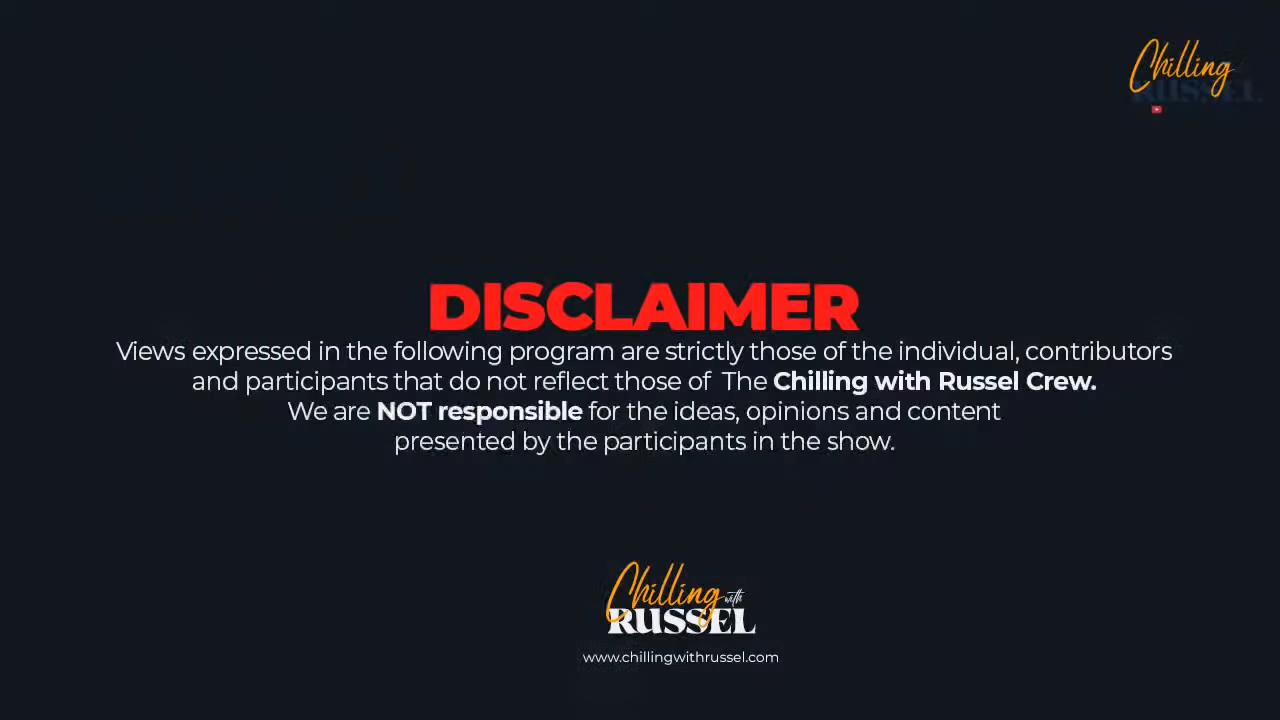 Chilling
RUSSEL
DISCLAIMER
Views expressed in the following program are strictly those of the individual, contributors
and participants that do not reflect those of The Chilling with Russel Crew.
We are NOT responsible for the ideas, opinions and content
presented by the participants in the show.
Chilling with
RUSSEL
www.chillingwithrussel.com